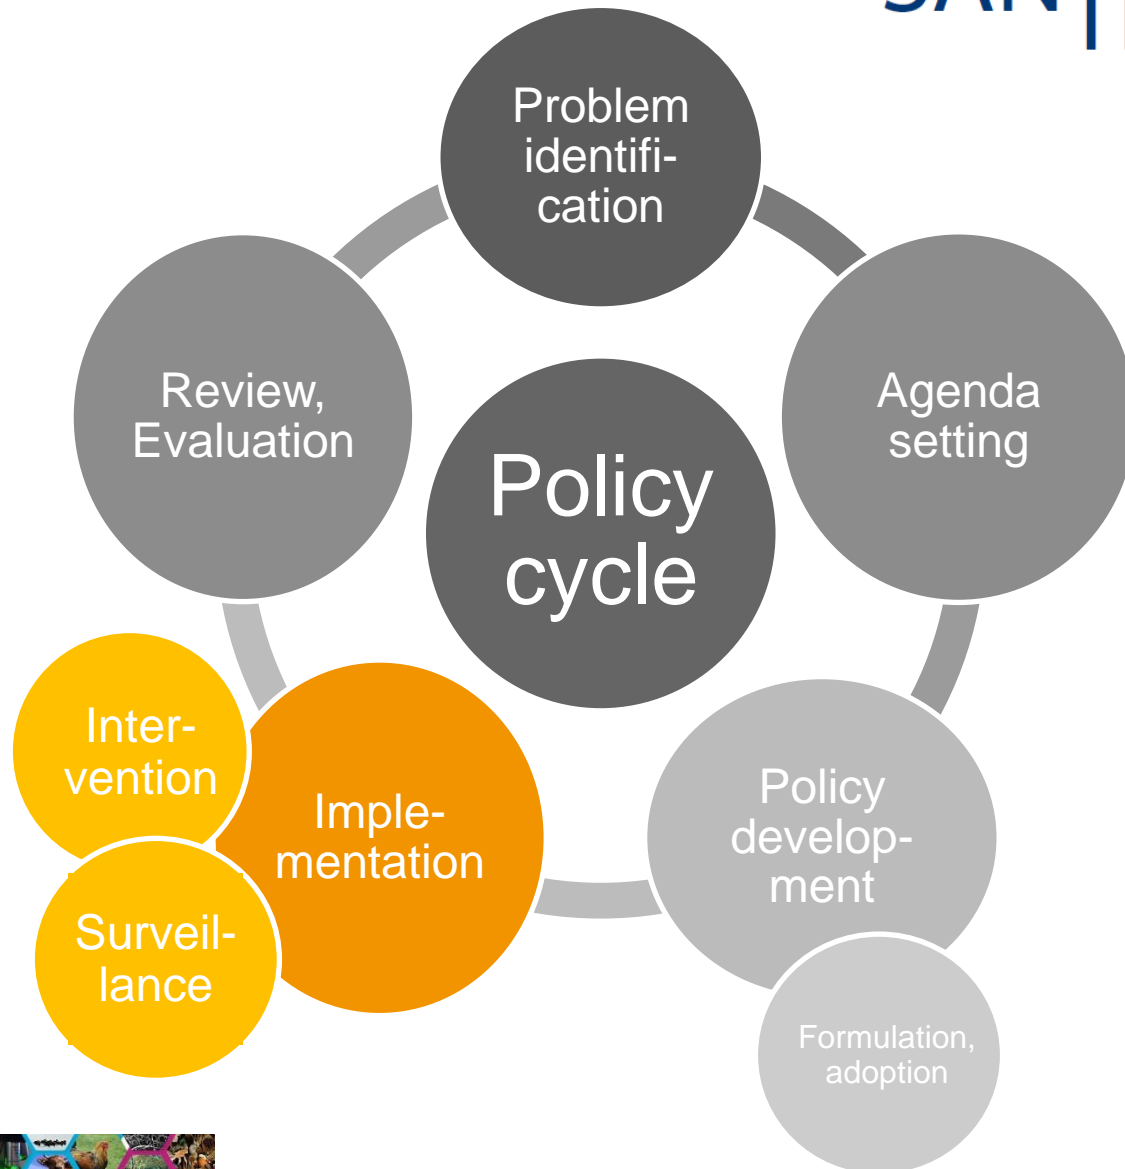 Problem
identifi-
cation
Agenda
setting
Policy
develop-
ment
Formulation,
adoption
Imple-
mentation
Inter-
vention
Surveil-
lance
Review,
Evaluation
Policy
cycle